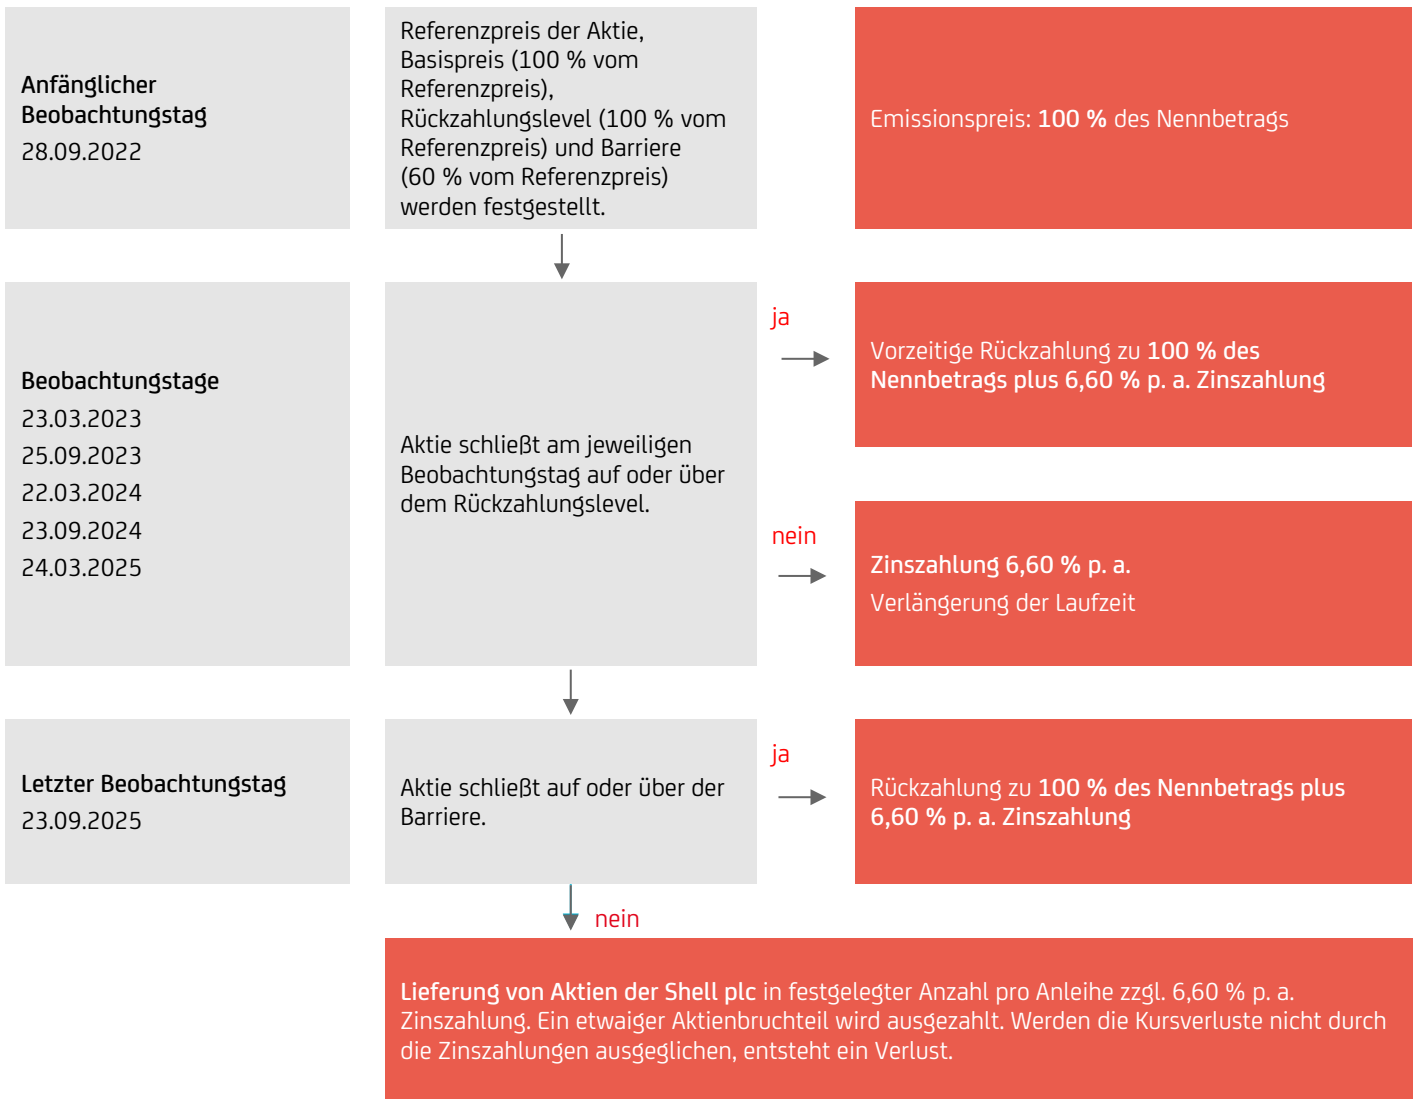 Anfänglicher
Beobachtungstag
28.09.2022
Referenzpreis der Aktie,
Basispreis (100 % vom
Referenzpreis),
Rückzahlungslevel (100 % vom
Referenzpreis) und Barriere
(60 % vom Referenzpreis)
werden festgestellt.
Emissionspreis: 100 % des Nennbetrags
Beobachtungstage
23.03.2023
25.09.2023
22.03.2024
23.09.2024
24.03.2025
Aktie schließt am jeweiligen
Beobachtungstag auf oder über
dem Rückzahlungslevel.
ja
Vorzeitige Rückzahlung zu 100 % des
Nennbetrags plus 6,60 % p. a. Zinszahlung
nein
Zinszahlung 6,60 % p. a.
Verlängerung der Laufzeit
Letzter Beobachtungstag
23.09.2025
Aktie schließt auf oder über der
Barriere.
ja
Rückzahlung zu 100 % des Nennbetrags plus
6,60 % p. a. Zinszahlung
nein
Lieferung von Aktien der Shell plc in festgelegter Anzahl pro Anleihe zzgl. 6,60 % p. a.
Zinszahlung. Ein etwaiger Aktienbruchteil wird ausgezahlt. Werden die Kursverluste nicht durch
die Zinszahlungen ausgeglichen, entsteht ein Verlust.